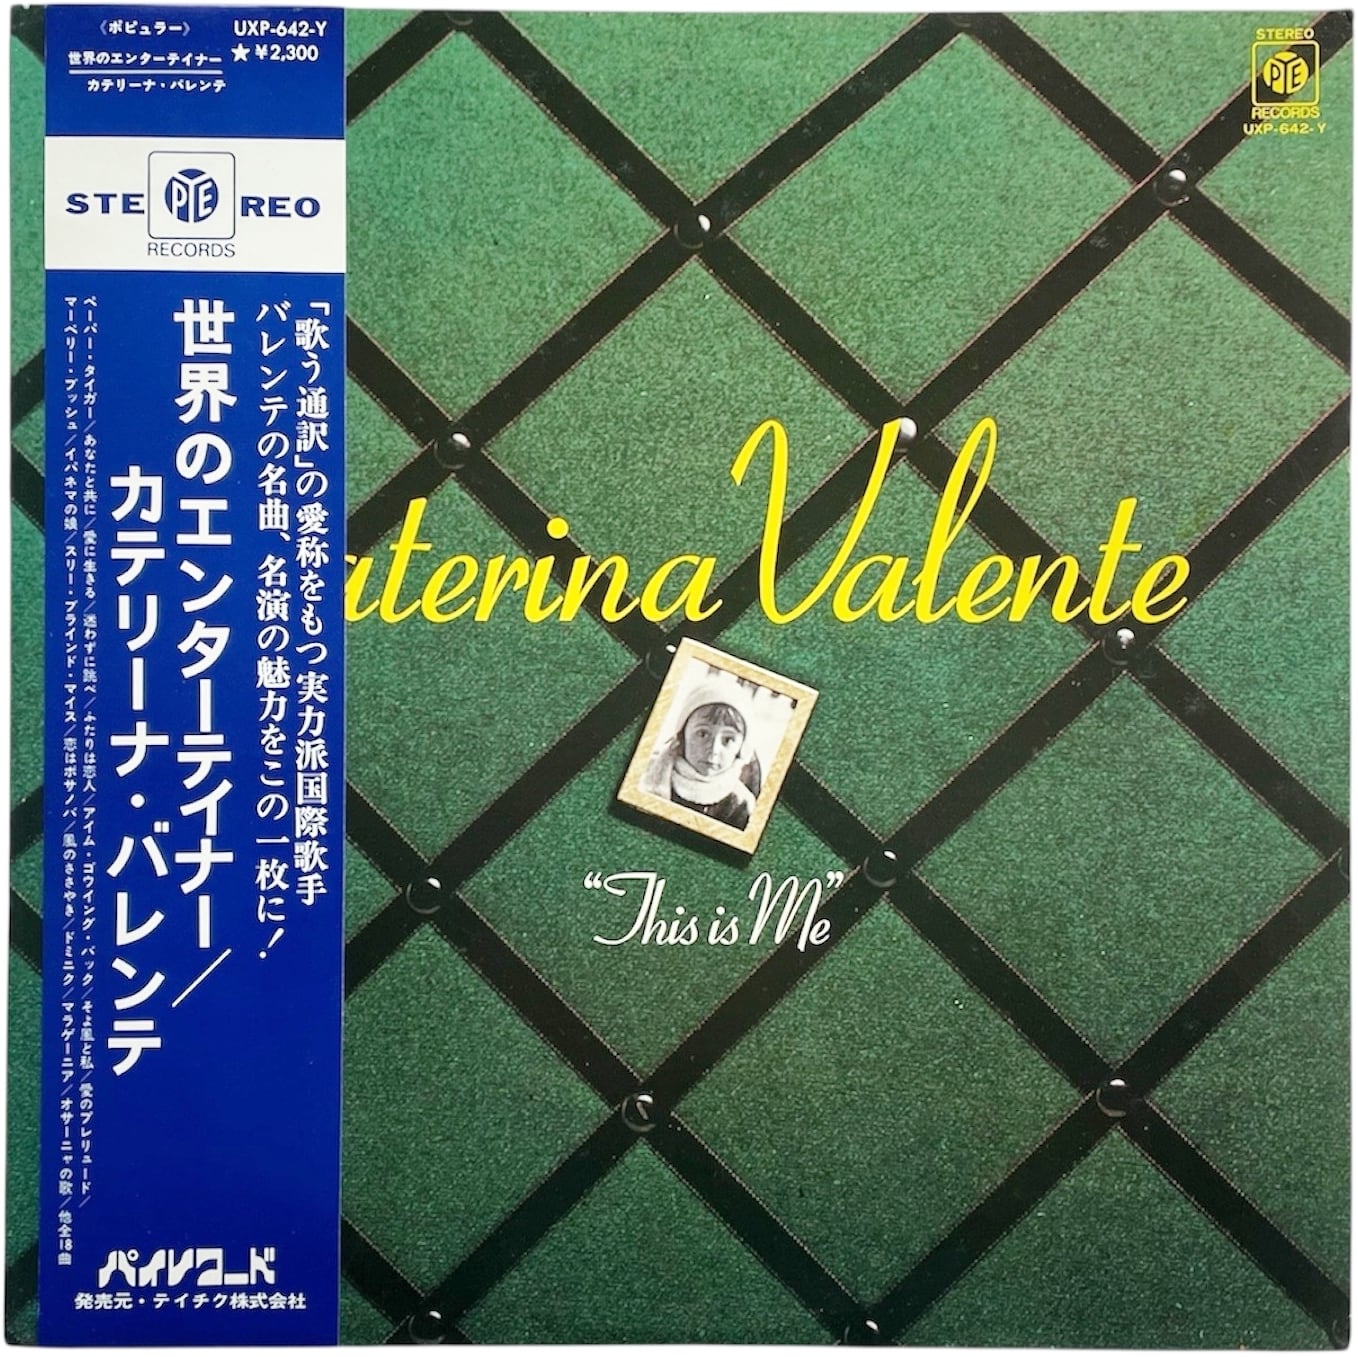 《ポピュラー》
UXP-642-Y
世界のエンターテイナー
★¥2,300
カテリーナ・バレンテ
STE PYE REO
RECORDS
「歌う通訳」の愛称をもつ実力派国際歌手
バレンテの名曲、名演の魅力をこの一枚に!
世界のエンターテイナー/
カテリーナ・バレンテ
ペーパー・タイガー/あなたと共に/愛に生きる/迷わずに跳べ/ふたりは恋人/アイム・ゴウイング・バック/そよ風と私/愛のプレリュード/
マーベリー・ブッシュ/イパネマの娘/スリー・ブラインド・マイス/恋はボサノバ/風のささやき/ドミニク/マラゲーニア/オサーニャの歌/他全18曲
パイレコード
発売元・テイチク株式会社
STEREO
PYE
RECORDS
UXP-642-Y
aterina Valente
“This is Me”